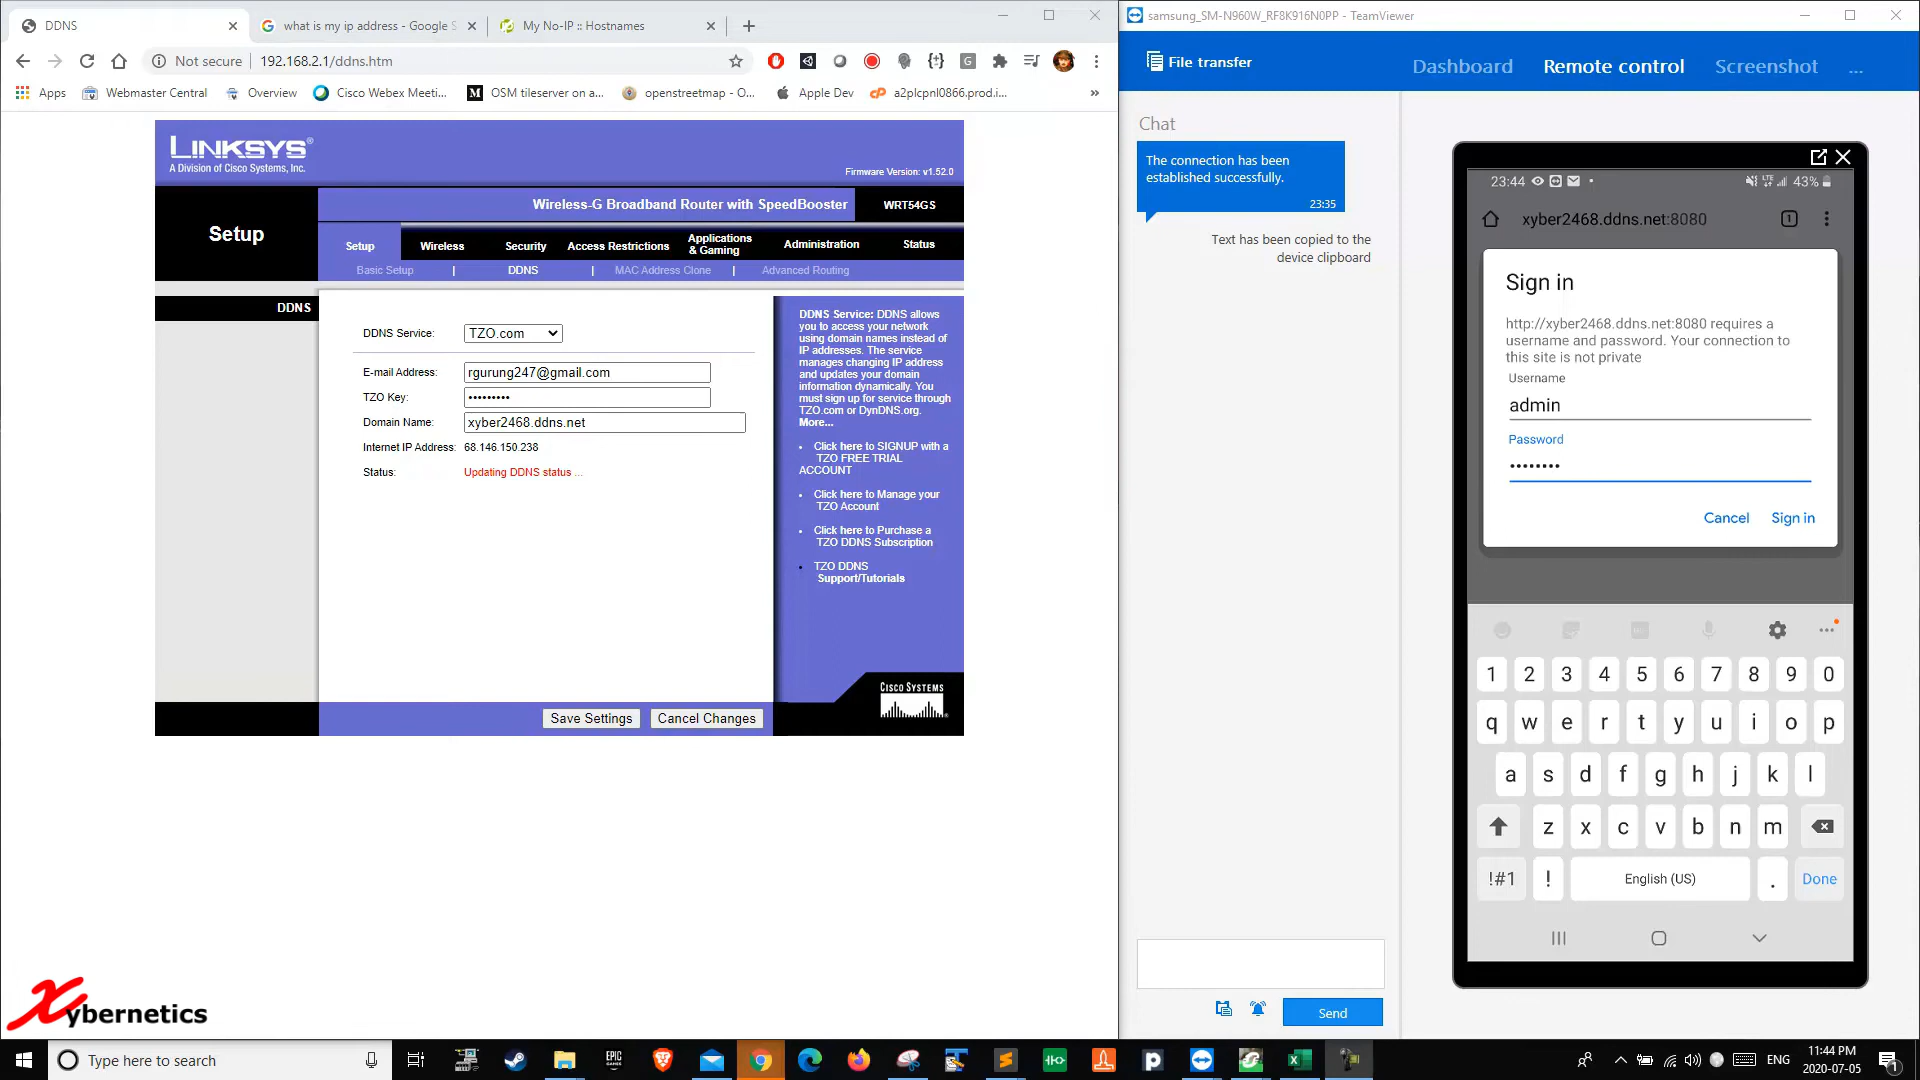 DDNS
what is my ip address - Google S
My No-IP :: Hostnames
Not secure
192.168.2.1/ddns.htm
Apps
Webmaster Central
Overview
Cisco Webex Meeti...
OSM tileserver on a...
openstreetmap - O...
Apple Dev
a2plcpnl0866.prod.i...
»
LINKSYS®
A Division of Cisco Systems, Inc.
Firmware Version: v1.52.0
Wireless-G Broadband Router with SpeedBooster
WRT54GS
Setup
Setup
Wireless
Security
Access Restrictions
Applications
& Gaming
Administration
Status
Basic Setup | DDNS | MAC Address Clone | Advanced Routing
DDNS
DDNS Service: TZO.com
E-mail Address: rgurung247@gmail.com
TZO Key: •••••••••
Domain Name: xyber2468.ddns.net
Internet IP Address: 68.146.150.238
Status: Updating DDNS status ...
DDNS Service: DDNS allows
you to access your network
using domain names instead of
IP addresses. The service
manages changing IP address
and updates your domain
information dynamically. You
must sign up for service through
TZO.com or DynDNS.org.
More...
• Click here to SIGNUP with a
TZO FREE TRIAL
ACCOUNT
• Click here to Manage your
TZO Account
• Click here to Purchase a
TZO DDNS Subscription
• TZO DDNS
Support/Tutorials
Save Settings
Cancel Changes
CISCO SYSTEMS
Xybernetics
samsung_SM-N960W_RF8K916N0PP - TeamViewer
File transfer
Dashboard
Remote control
Screenshot
...
Chat
The connection has been
established successfully.
23:35
Text has been copied to the
device clipboard
Send
23:44
LTE
43%
xyber2468.ddns.net:8080
1
Sign in
http://xyber2468.ddns.net:8080 requires a
username and password. Your connection to
this site is not private
Username
admin
Password
••••••••
Cancel
Sign in
1 2 3 4 5 6 7 8 9 0
q w e r t y u i o p
a s d f g h j k l
z x c v b n m
!#1 ! English (US) . Done
Type here to search
EPIC
GAMES
ENG
11:44 PM
2020-07-05
1